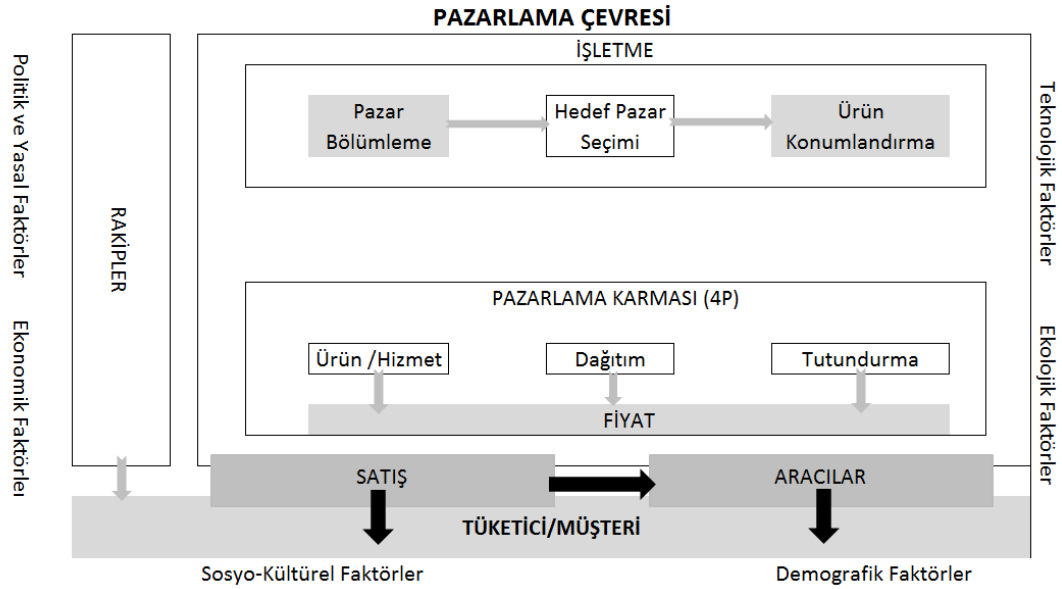 PAZARLAMA ÇEVRESİ
İŞLETME
Politik ve Yasal Faktörler
Pazar
Bölümleme
Hedef Pazar
Seçimi
Ürün
Konumlandırma
Teknolojik Faktörler
RAKİPLER
PAZARLAMA KARMASI (4P)
Ekonomik Faktörleı
Ürün /Hizmet
Dağıtım
Tutundurma
Ekolojik Faktörler
FİYAT
SATIŞ
ARACILAR
TÜKETİCİ/MÜŞTERİ
Sosyo-Kültürel Faktörler
Demografik Faktörler